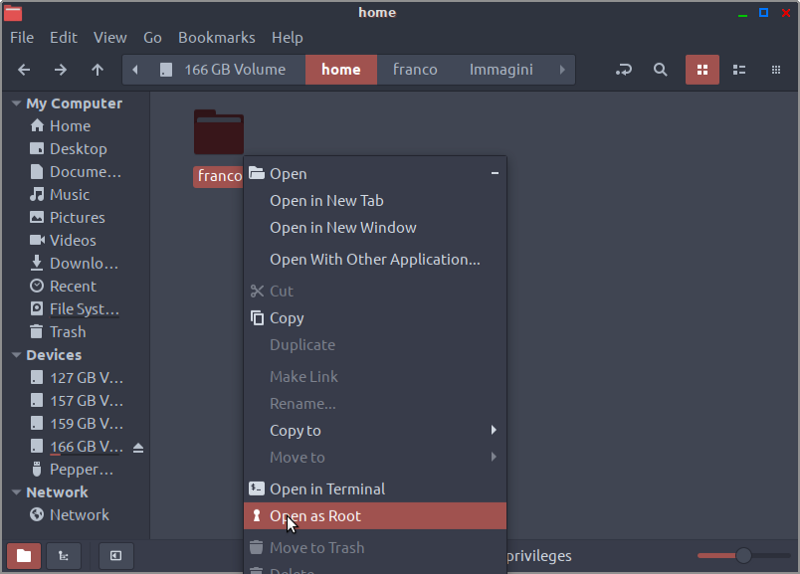 home
File Edit View Go Bookmarks Help
166 GB Volume home franco Immagini
My Computer
Home
Desktop
Docume...
Music
Pictures
Videos
Downlo...
Recent
File Syst...
Trash
Devices
127 GB V...
157 GB V...
159 GB V...
166 GB V...
Pepper...
Network
Network
franco
Open
Open in New Tab
Open in New Window
Open With Other Application...
Cut
Copy
Duplicate
Make Link
Rename...
Copy to
Move to
Open in Terminal
Open as Root
Move to Trash
Delete
privileges